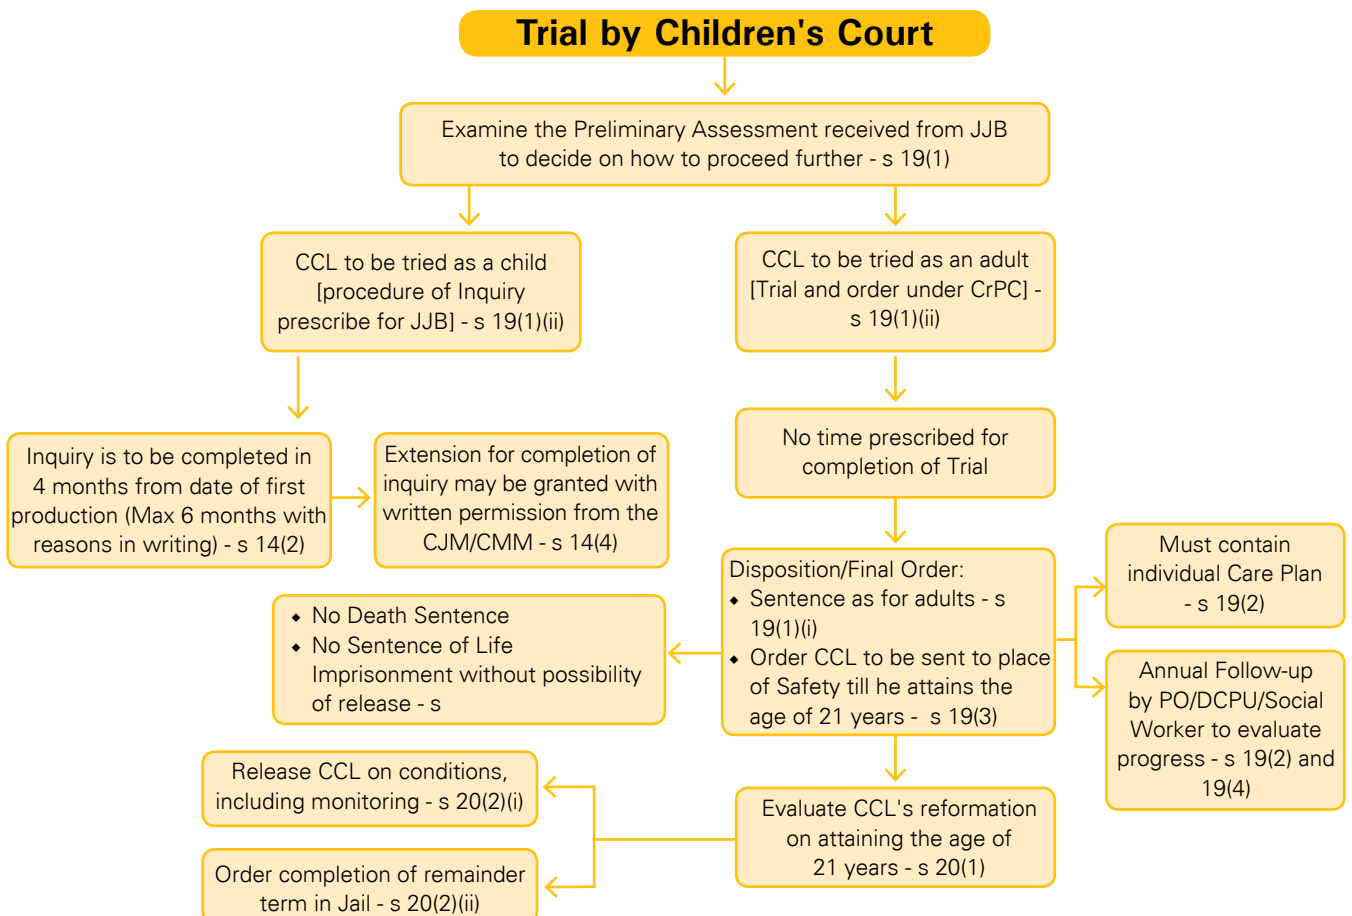 Trial by Children's Court
Examine the Preliminary Assessment received from JJB
to decide on how to proceed further - s 19(1)
CCL to be tried as a child
[procedure of Inquiry
prescribe for JJB] - s 19(1)(ii)
CCL to be tried as an adult
[Trial and order under CrPC] -
s 19(1)(ii)
Inquiry is to be completed in
4 months from date of first
production (Max 6 months with
reasons in writing) - s 14(2)
Extension for completion of
inquiry may be granted with
written permission from the
CJM/CMM - s 14(4)
No time prescribed for
completion of Trial
Disposition/Final Order:
◆ Sentence as for adults - s
19(1)(i)
◆ Order CCL to be sent to place
of Safety till he attains the
age of 21 years - s 19(3)
Must contain
individual Care Plan
- s 19(2)
Annual Follow-up
by PO/DCPU/Social
Worker to evaluate
progress - s 19(2) and
19(4)
◆ No Death Sentence
◆ No Sentence of Life
Imprisonment without possibility
of release - s
Evaluate CCL's reformation
on attaining the age of
21 years - s 20(1)
Release CCL on conditions,
including monitoring - s 20(2)(i)
Order completion of remainder
term in Jail - s 20(2)(ii)